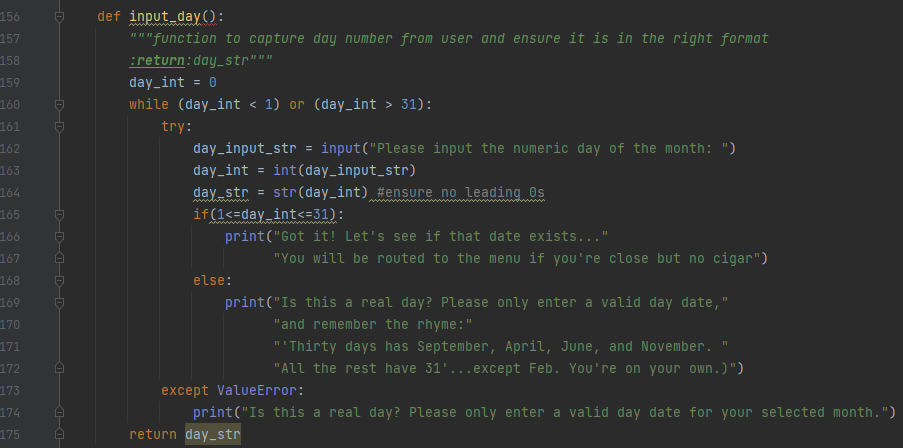 156 def input_day():
157 """function to capture day number from user and ensure it is in the right format
158 :return:day_str"""
159 day_int = 0
160 while (day_int < 1) or (day_int > 31):
161 try:
162 day_input_str = input("Please input the numeric day of the month: ")
163 day_int = int(day_input_str)
164 day_str = str(day_int) #ensure no leading 0s
165 if(1<=day_int<=31):
166 print("Got it! Let's see if that date exists..."
167 "You will be routed to the menu if you're close but no cigar")
168 else:
169 print("Is this a real day? Please only enter a valid day date,"
170 "and remember the rhyme:"
171 "'Thirty days has September, April, June, and November. "
172 "All the rest have 31'...except Feb. You're on your own.)")
173 except ValueError:
174 print("Is this a real day? Please only enter a valid day date for your selected month.")
175 return day_str